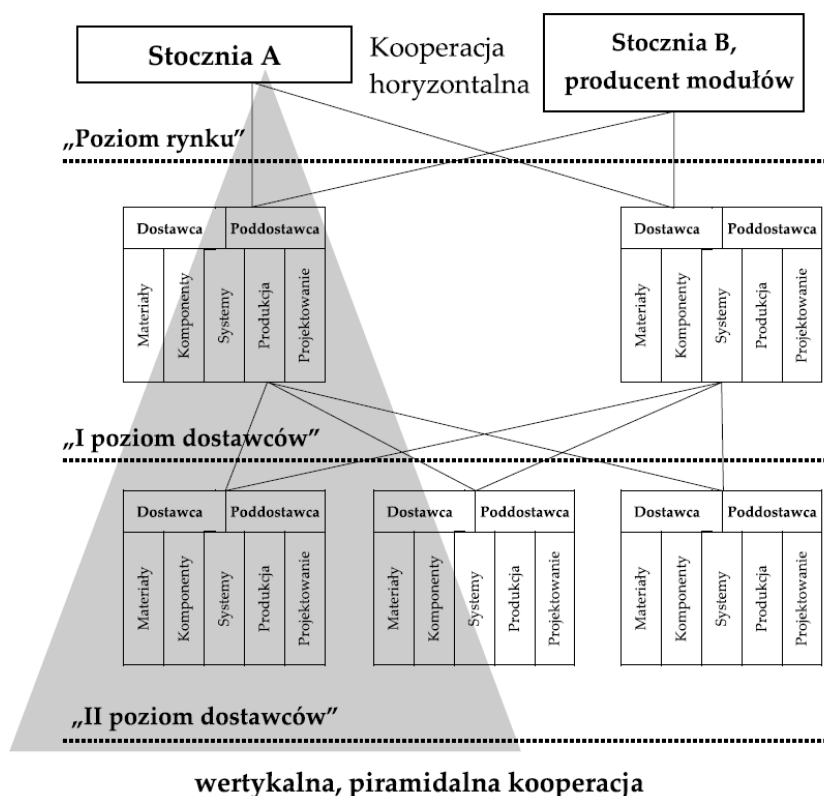 Stocznia A
Kooperacja
horyzontalna
Stocznia B,
producent modułów
„Poziom rynku”
Dostawca Poddostawca
Materiały Komponenty Systemy Produkcja Projektowanie
Dostawca Poddostawca
Materiały Komponenty Systemy Produkcja Projektowanie
„I poziom dostawców”
Dostawca Poddostawca
Materiały Komponenty Systemy Produkcja Projektowanie
Dostawca Poddostawca
Materiały Komponenty Systemy Produkcja Projektowanie
Dostawca Poddostawca
Materiały Komponenty Systemy Produkcja Projektowanie
„II poziom dostawców”
wertykalna, piramidalna kooperacja